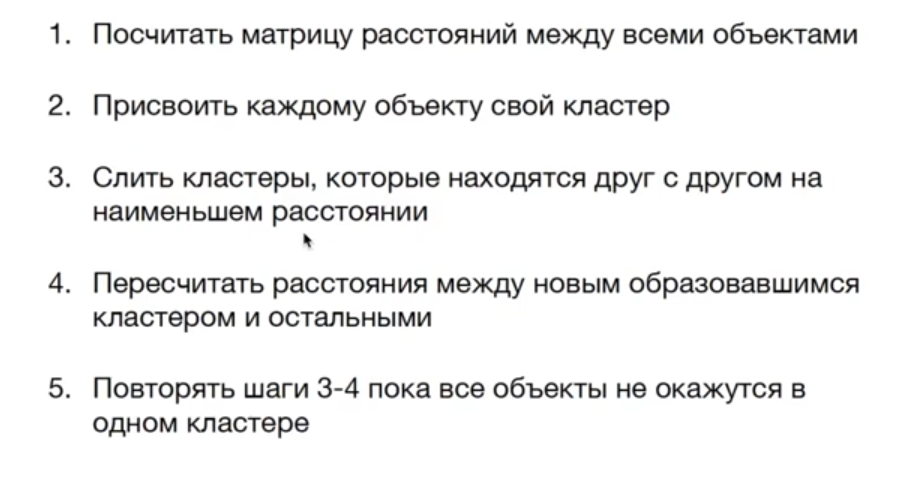 1. Посчитать матрицу расстояний между всеми объектами
2. Присвоить каждому объекту свой кластер
3. Слить кластеры, которые находятся друг с другом на
наименьшем расстоянии
4. Пересчитать расстояния между новым образовавшимся
кластером и остальными
5. Повторять шаги 3-4 пока все объекты не окажутся в
одном кластере